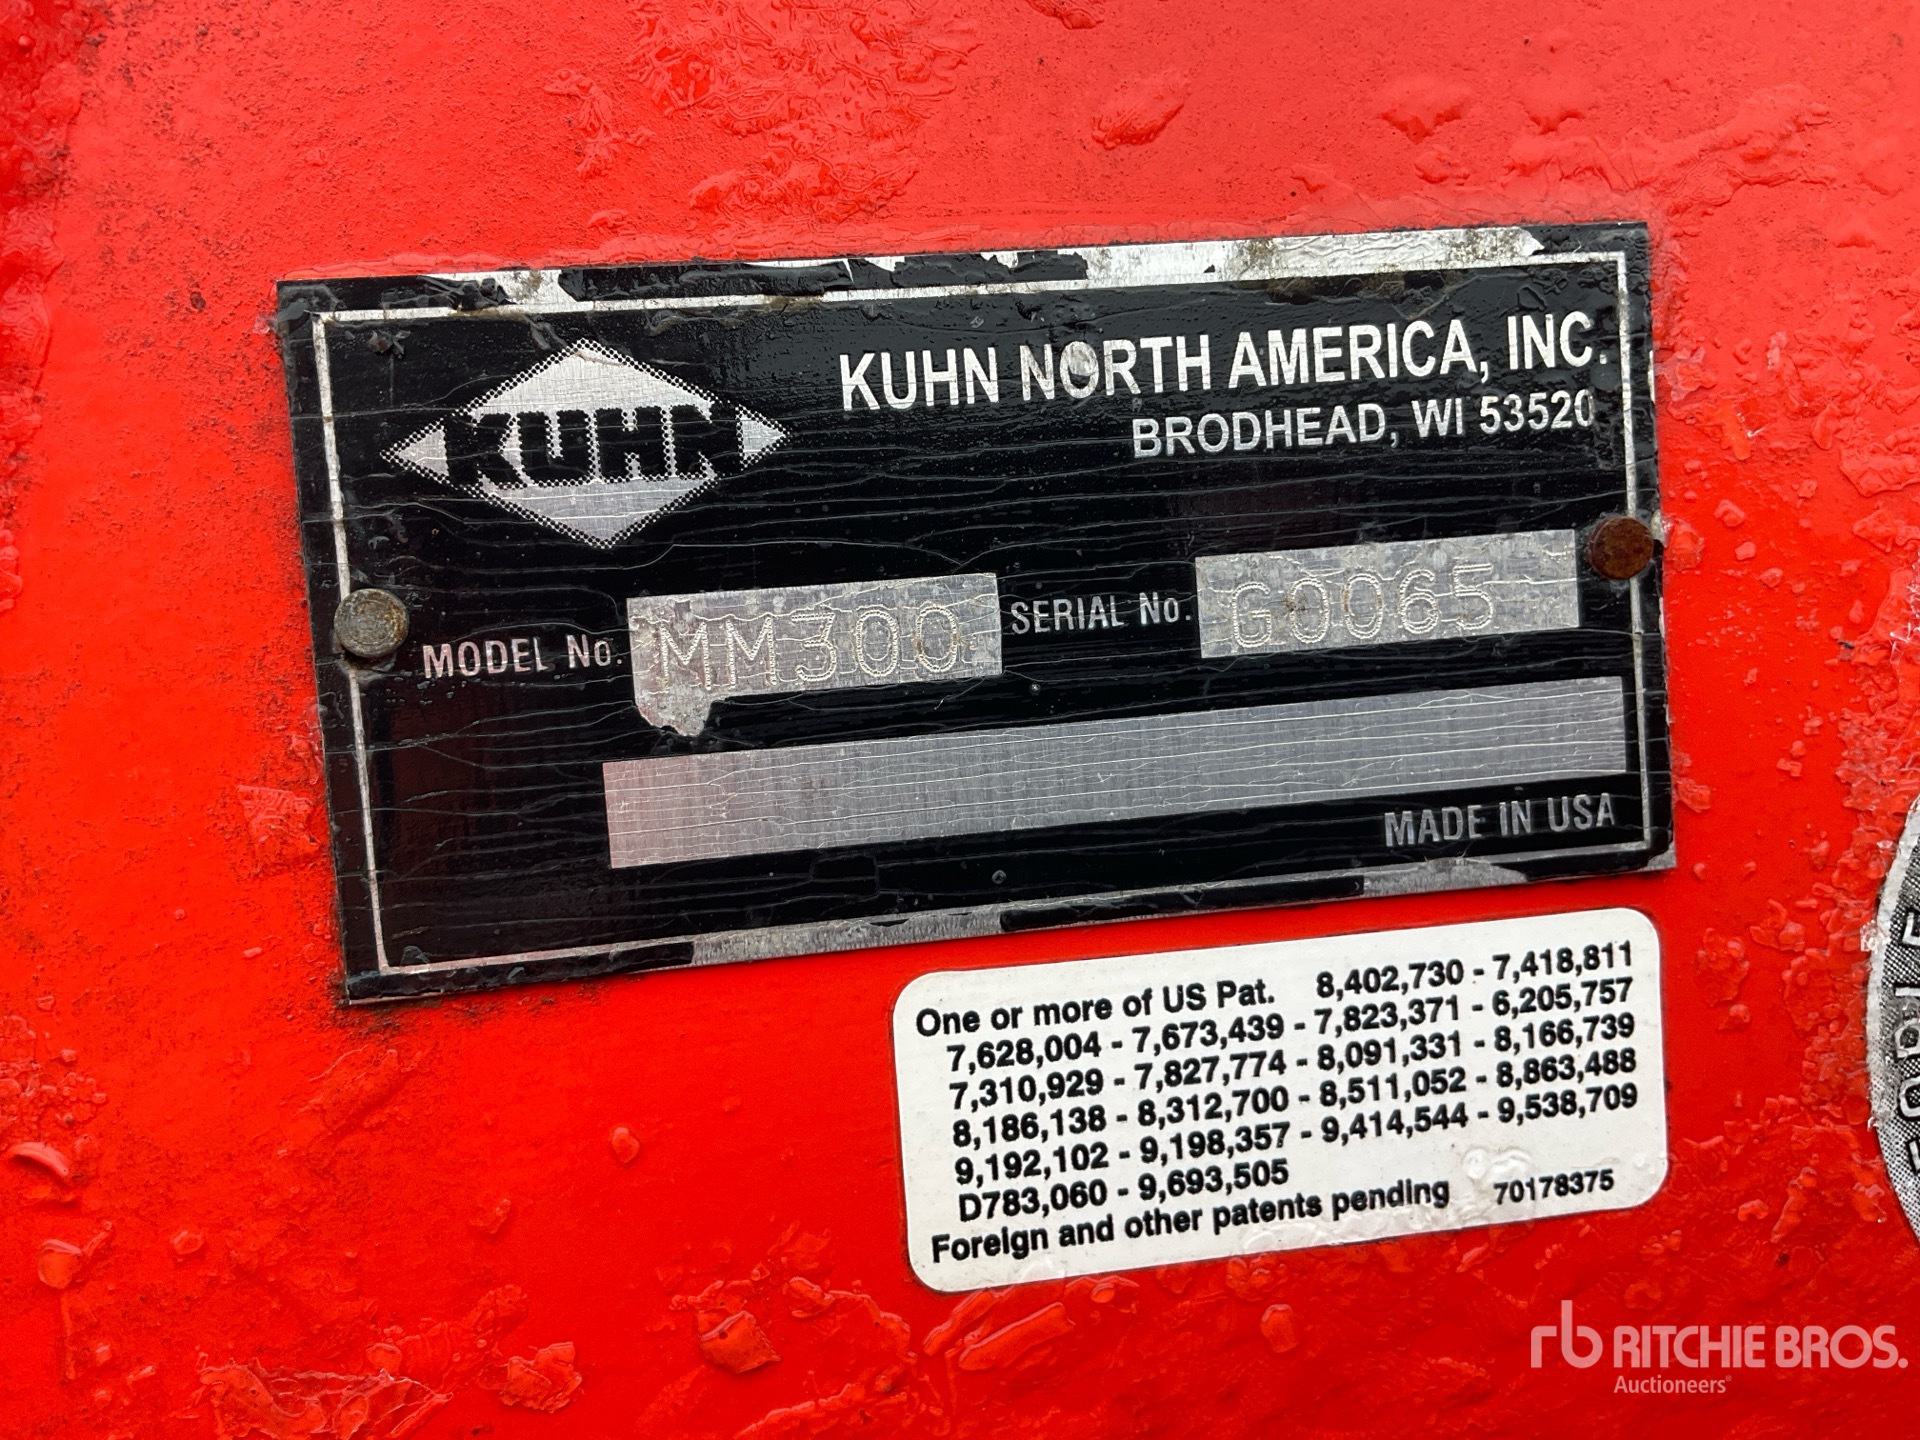 KUHN
KUHN NORTH AMERICA, INC.
BRODHEAD, WI 53520
MODEL No. MM300 SERIAL No. G0065
MADE IN USA
One or more of US Pat. 8,402,730 - 7,418,811
7,628,004 - 7,673,439 - 7,823,371 - 6,205,757
7,310,929 - 7,827,774 - 8,091,331 - 8,166,739
8,186,138 - 8,312,700 - 8,511,052 - 8,863,488
9,192,102 - 9,198,357 - 9,414,544 - 9,538,709
D783,060 - 9,693,505
Foreign and other patents pending 70178375
rb RITCHIE BROS.
Auctioneers